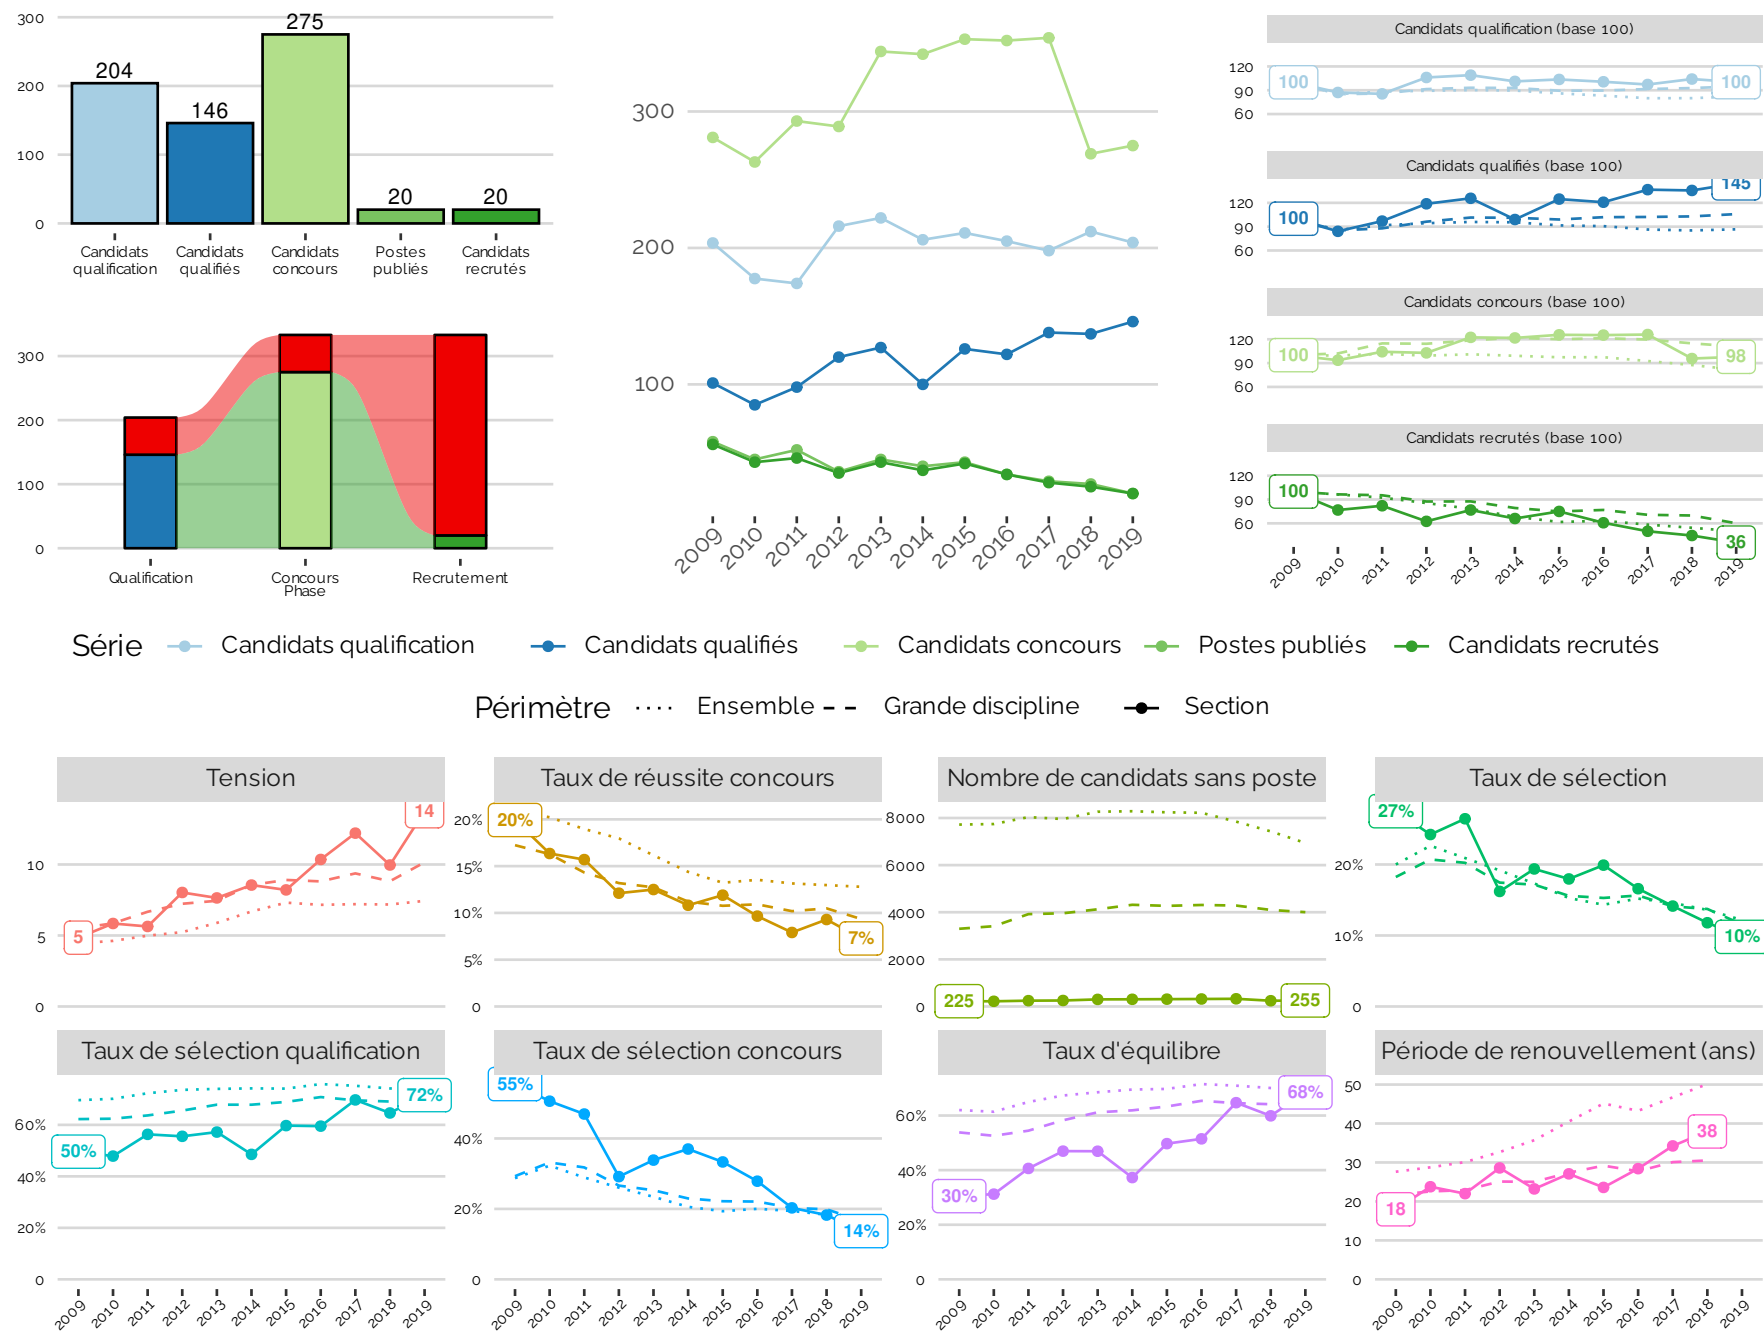 300
200
100
0
204
146
275
20
20
Candidats qualification
Candidats qualifiés
Candidats concours
Postes publiés
Candidats recrutés
300
200
100
0
Qualification
Concours
Recrutement
Phase
300
200
100
2009 2010 2011 2012 2013 2014 2015 2016 2017 2018 2019
Candidats qualification (base 100)
120
90
60
100
100
Candidats qualifiés (base 100)
120
90
60
100
145
Candidats concours (base 100)
120
90
60
100
98
Candidats recrutés (base 100)
120
90
60
100
36
2009 2010 2011 2012 2013 2014 2015 2016 2017 2018 2019
Série Candidats qualification Candidats qualifiés Candidats concours Postes publiés Candidats recrutés
Périmètre Ensemble Grande discipline Section
Tension
10
5
0
5
14
Taux de réussite concours
20%
15%
10%
5%
0
20%
7%
Nombre de candidats sans poste
8000
6000
4000
2000
0
225
255
Taux de sélection
20%
10%
0
27%
10%
Taux de sélection qualification
60%
40%
20%
0
50%
72%
2009 2010 2011 2012 2013 2014 2015 2016 2017 2018 2019
Taux de sélection concours
40%
20%
0
55%
14%
2009 2010 2011 2012 2013 2014 2015 2016 2017 2018 2019
Taux d'équilibre
60%
40%
20%
0
30%
68%
2009 2010 2011 2012 2013 2014 2015 2016 2017 2018 2019
Période de renouvellement (ans)
50
40
30
20
10
0
18
38
2009 2010 2011 2012 2013 2014 2015 2016 2017 2018 2019